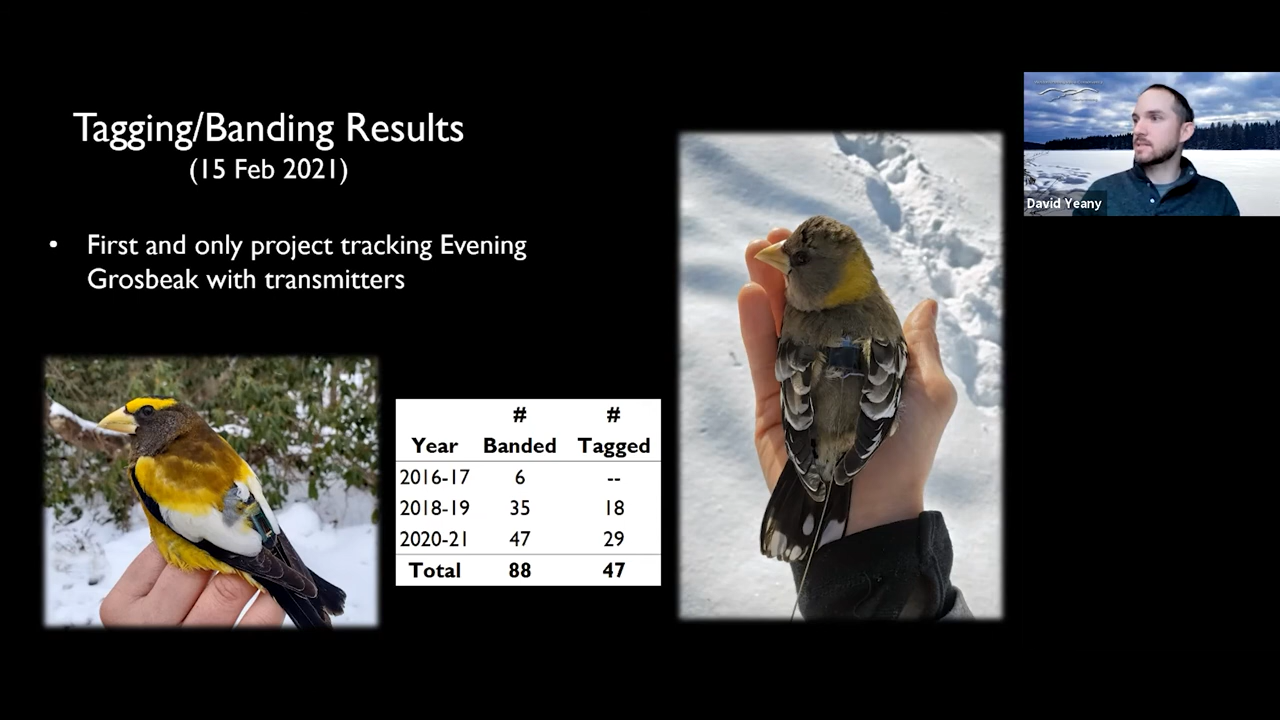 Tagging/Banding Results
(15 Feb 2021)
• First and only project tracking Evening
Grosbeak with transmitters
# #
Year Banded Tagged
2016-17 6 --
2018-19 35 18
2020-21 47 29
Total 88 47
David Yeany